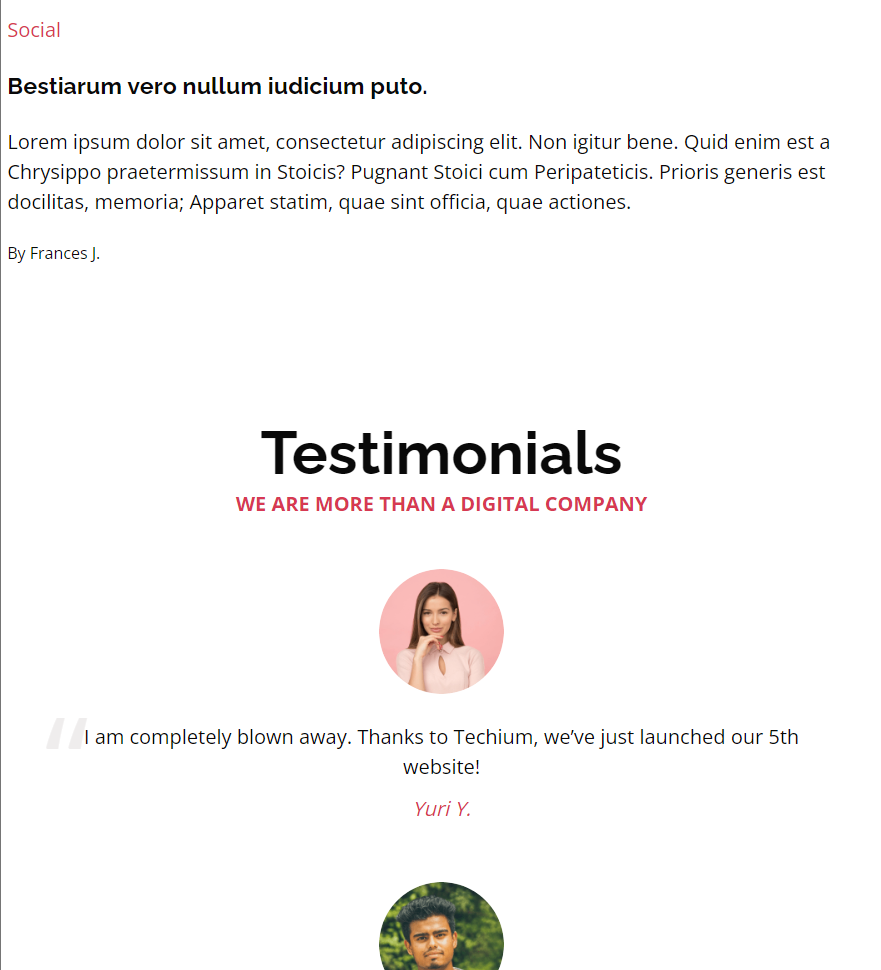 Social
Bestiarum vero nullum iudicium puto.
Lorem ipsum dolor sit amet, consectetur adipiscing elit. Non igitur bene. Quid enim est a
Chrysippo praetermissum in Stoicis? Pugnant Stoici cum Peripateticis. Prioris generis est
docilitas, memoria; Apparet statim, quae sint officia, quae actiones.
By Frances J.
Testimonials
WE ARE MORE THAN A DIGITAL COMPANY
“I am completely blown away. Thanks to Techium, we’ve just launched our 5th
website!
Yuri Y.